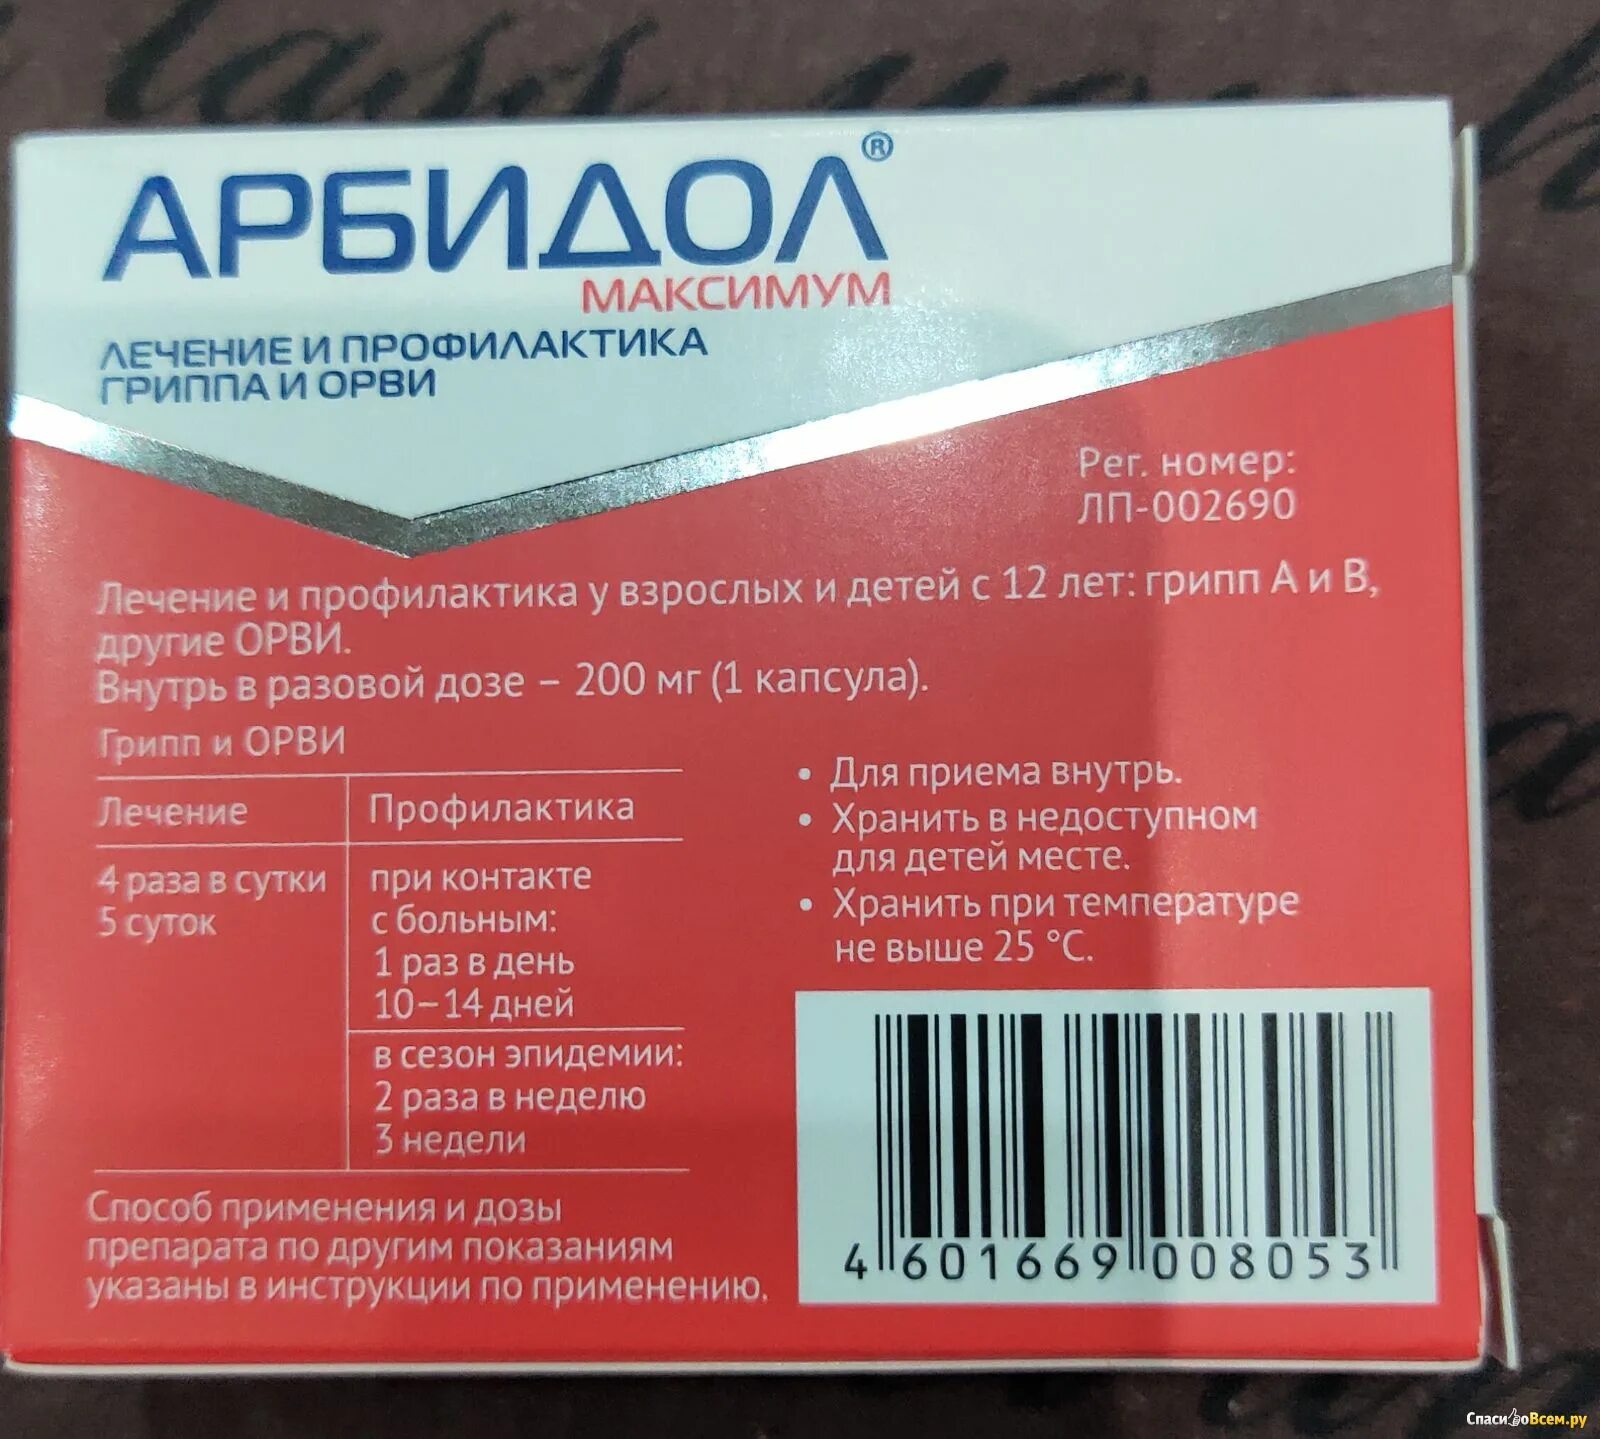 АРБИДОЛ®
МАКСИМУМ
ЛЕЧЕНИЕ И ПРОФИЛАКТИКА
ГРИППА И ОРВИ
Рег. номер:
ЛП-002690
Лечение и профилактика у взрослых и детей с 12 лет: грипп А и В,
другие ОРВИ.
Внутрь в разовой дозе – 200 мг (1 капсула).
Грипп и ОРВИ
Лечение
Профилактика
4 раза в сутки
5 суток
при контакте
с больным:
1 раз в день
10–14 дней
в сезон эпидемии:
2 раза в неделю
3 недели
Способ применения и дозы
препарата по другим показаниям
указаны в инструкции по применению.
• Для приема внутрь.
• Хранить в недоступном
для детей месте.
• Хранить при температуре
не выше 25 °С.
4 601669 008053
СпасибоВсем.ру